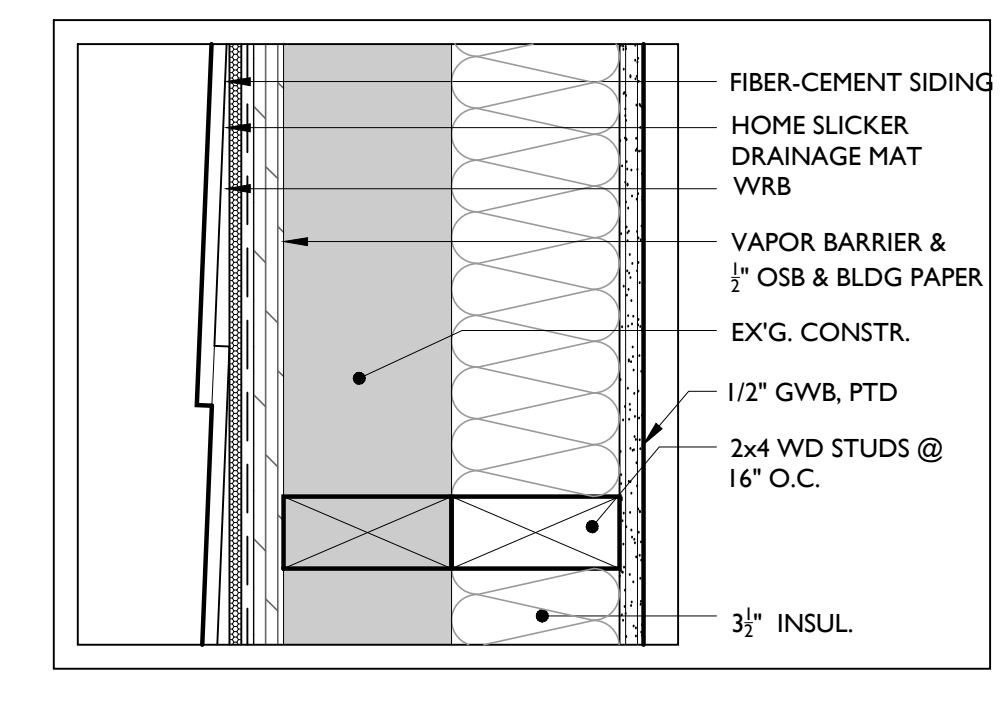 FIBER-CEMENT SIDING
HOME SLICKER
DRAINAGE MAT
WRB
VAPOR BARRIER &
½" OSB & BLDG PAPER
EX'G. CONSTR.
1/2" GWB, PTD
2x4 WD STUDS @
16" O.C.
3½" INSUL.